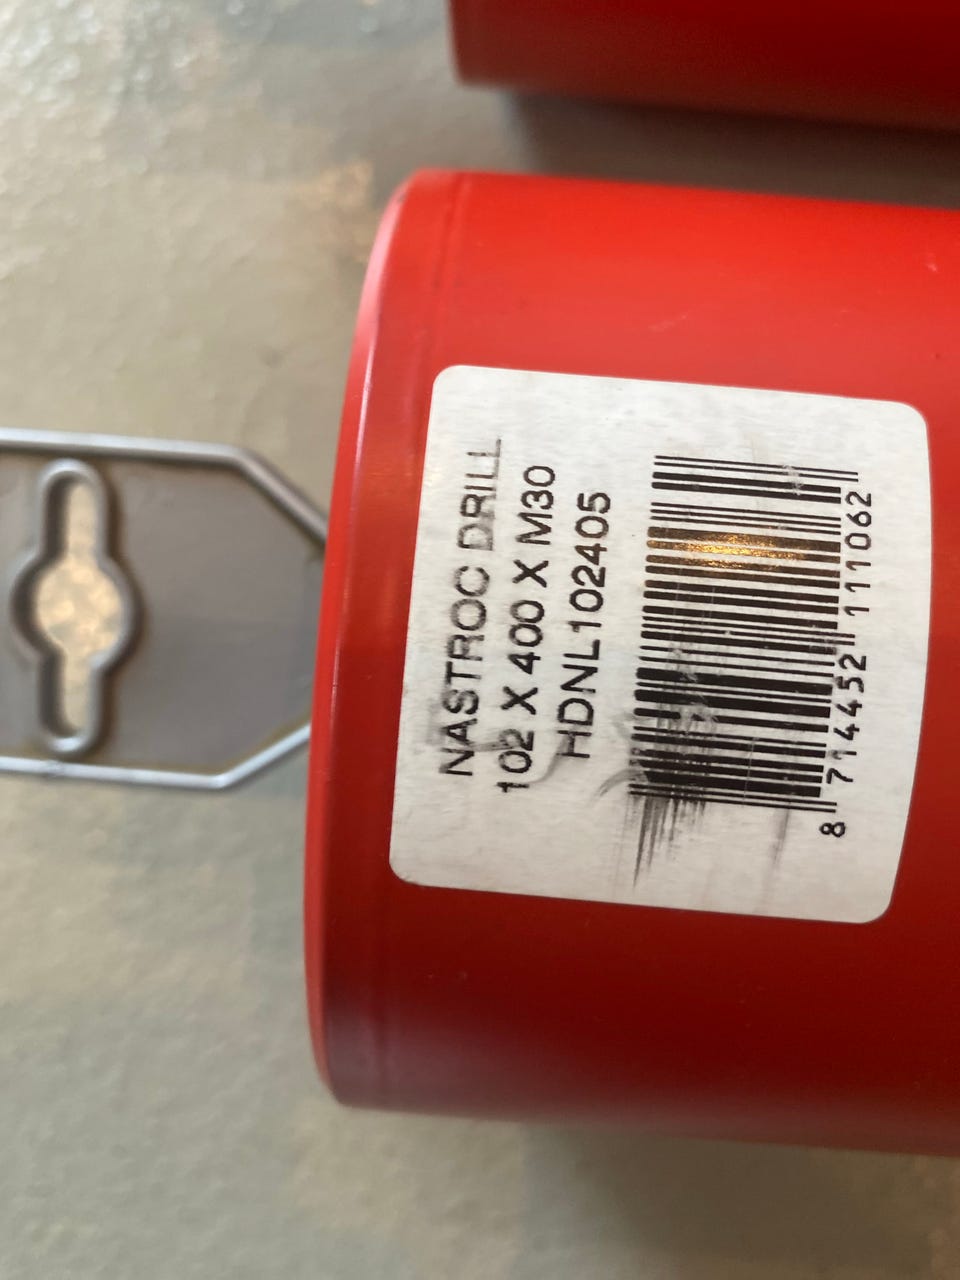 NASTROC DRILL
102 X 400 X M30
HDNL102405
8 714452 111062